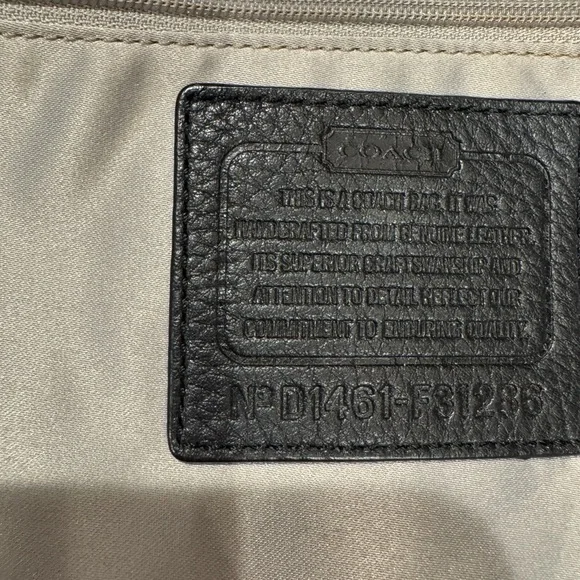 COACH
THIS IS A COACH BAG. IT WAS
HANDCRAFTED FROM GENUINE LEATHER.
ITS SUPERIOR CRAFTSMANSHIP AND
ATTENTION TO DETAIL REFLECT OUR
COMMITMENT TO ENDURING QUALITY.
Nº D1461-F31286